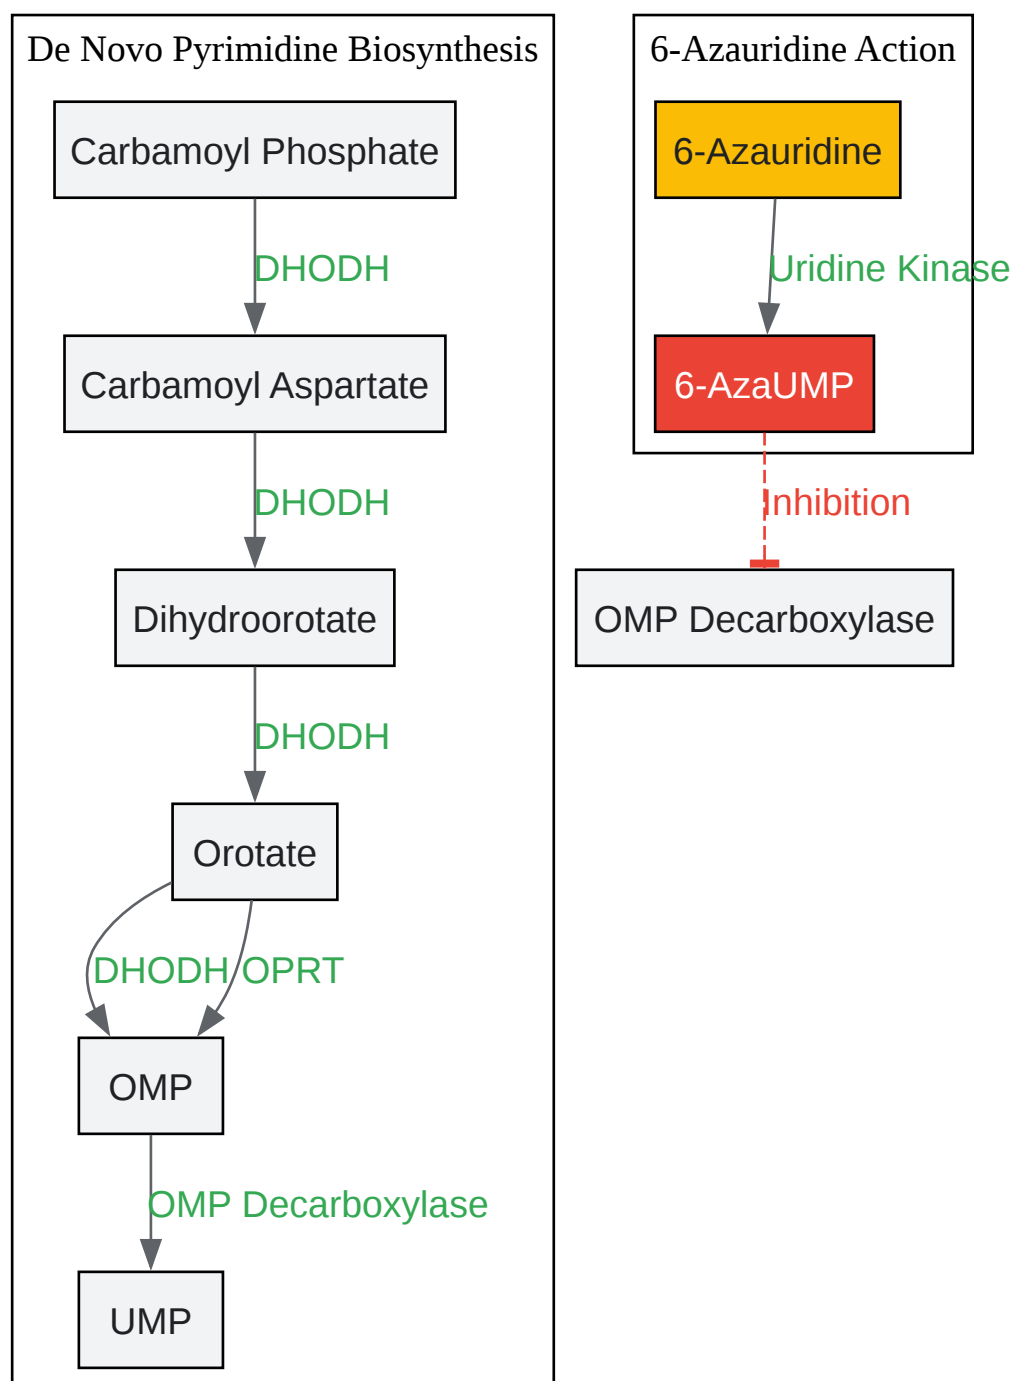 De Novo Pyrimidine Biosynthesis
Carbamoyl Phosphate
DHODH
Carbamoyl Aspartate
DHODH
Dihydroorotate
DHODH
Orotate
DHODH
OPRT
OMP
OMP Decarboxylase
UMP
6-Azauridine Action
6-Azauridine
Uridine Kinase
6-AzaUMP
Inhibition
OMP Decarboxylase